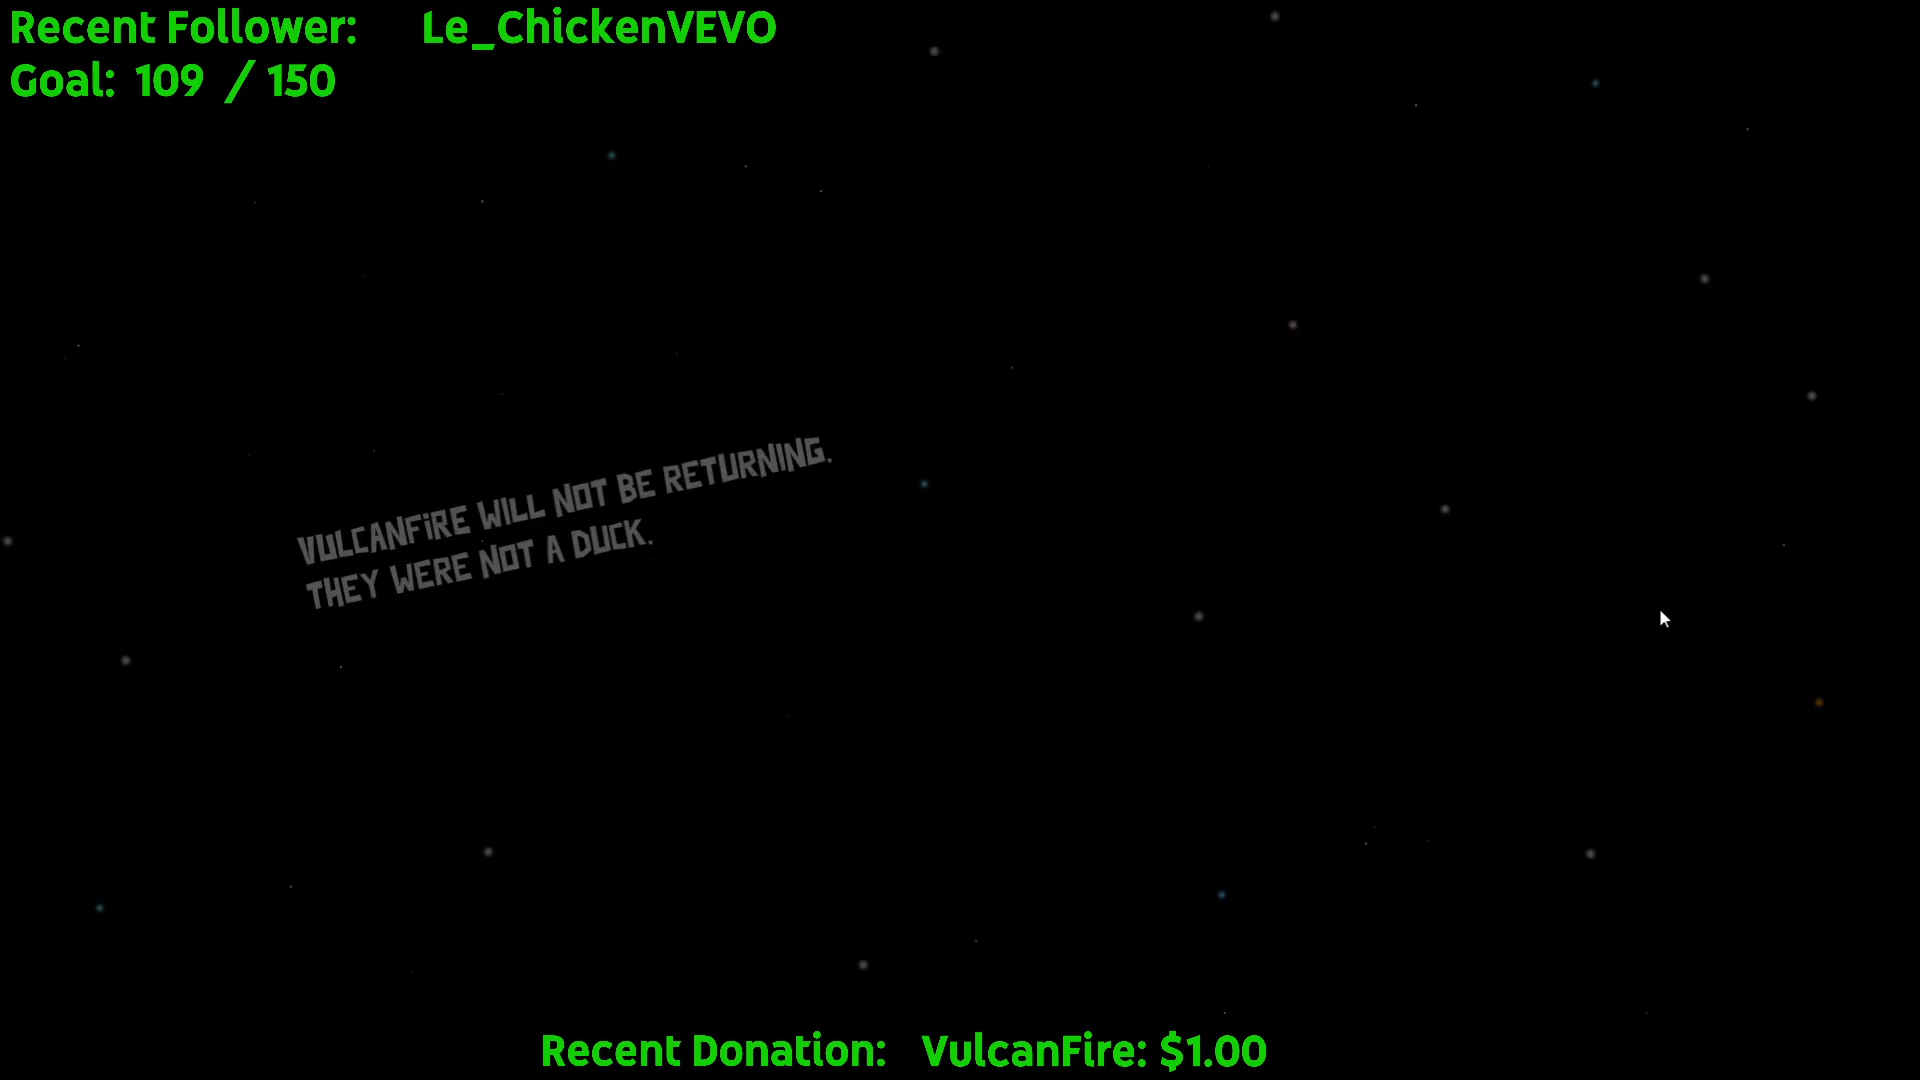 Recent Follower: Le_ChickenVEVO
Goal: 109 / 150
VULCANFIRE WILL NOT BE RETURNING.
THEY WERE NOT A DUCK.
Recent Donation: VulcanFire: $1.00